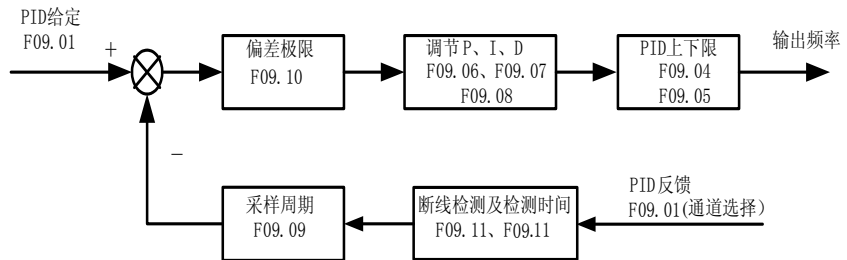 PID给定
F09.01
+
偏差极限
F09.10
调节P、I、D
F09.06、F09.07
F09.08
PID上下限
F09.04
F09.05
输出频率
−
采样周期
F09.09
断线检测及检测时间
F09.11、F09.11
PID反馈
F09.01(通道选择)